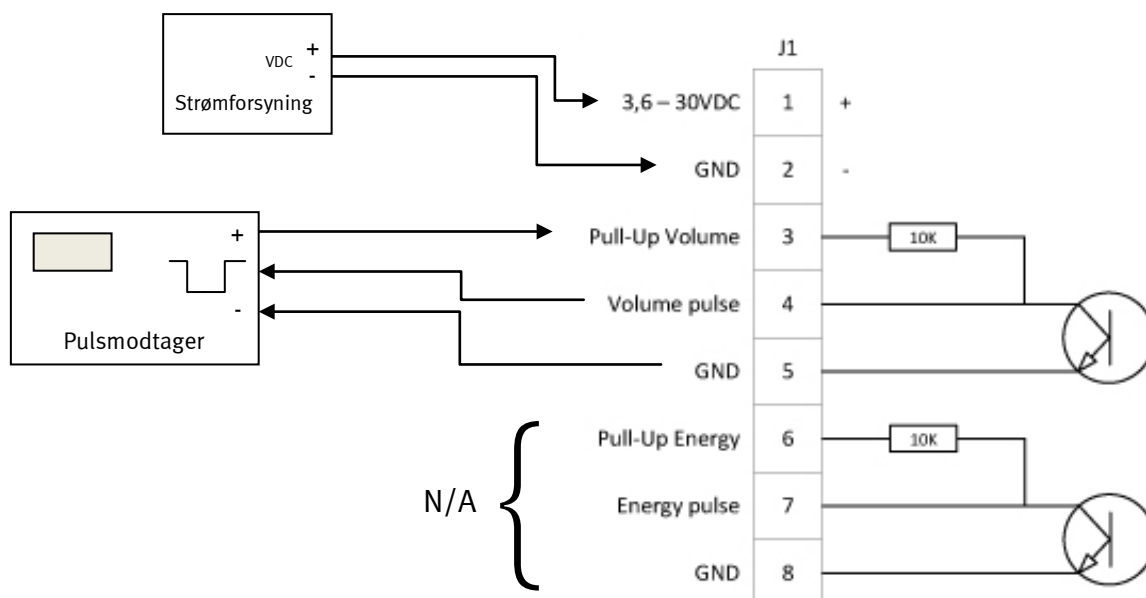 J1
VDC + -
Strømforsyning
3,6 – 30VDC 1 +
GND 2 -
+
-
Pulsmodtager
Pull-Up Volume 3 10K
Volume pulse 4
GND 5
N/A
Pull-Up Energy 6 10K
Energy pulse 7
GND 8